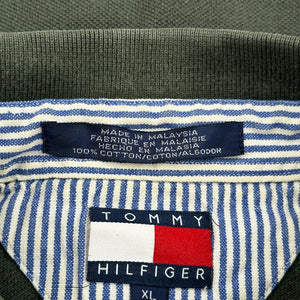 MADE IN MALAYSIA
FABRIQUE EN MALAISIE
HECHO EN MALASIA
100% COTTON/COTON/ALGODON
TOMMY
HILFIGER
XL